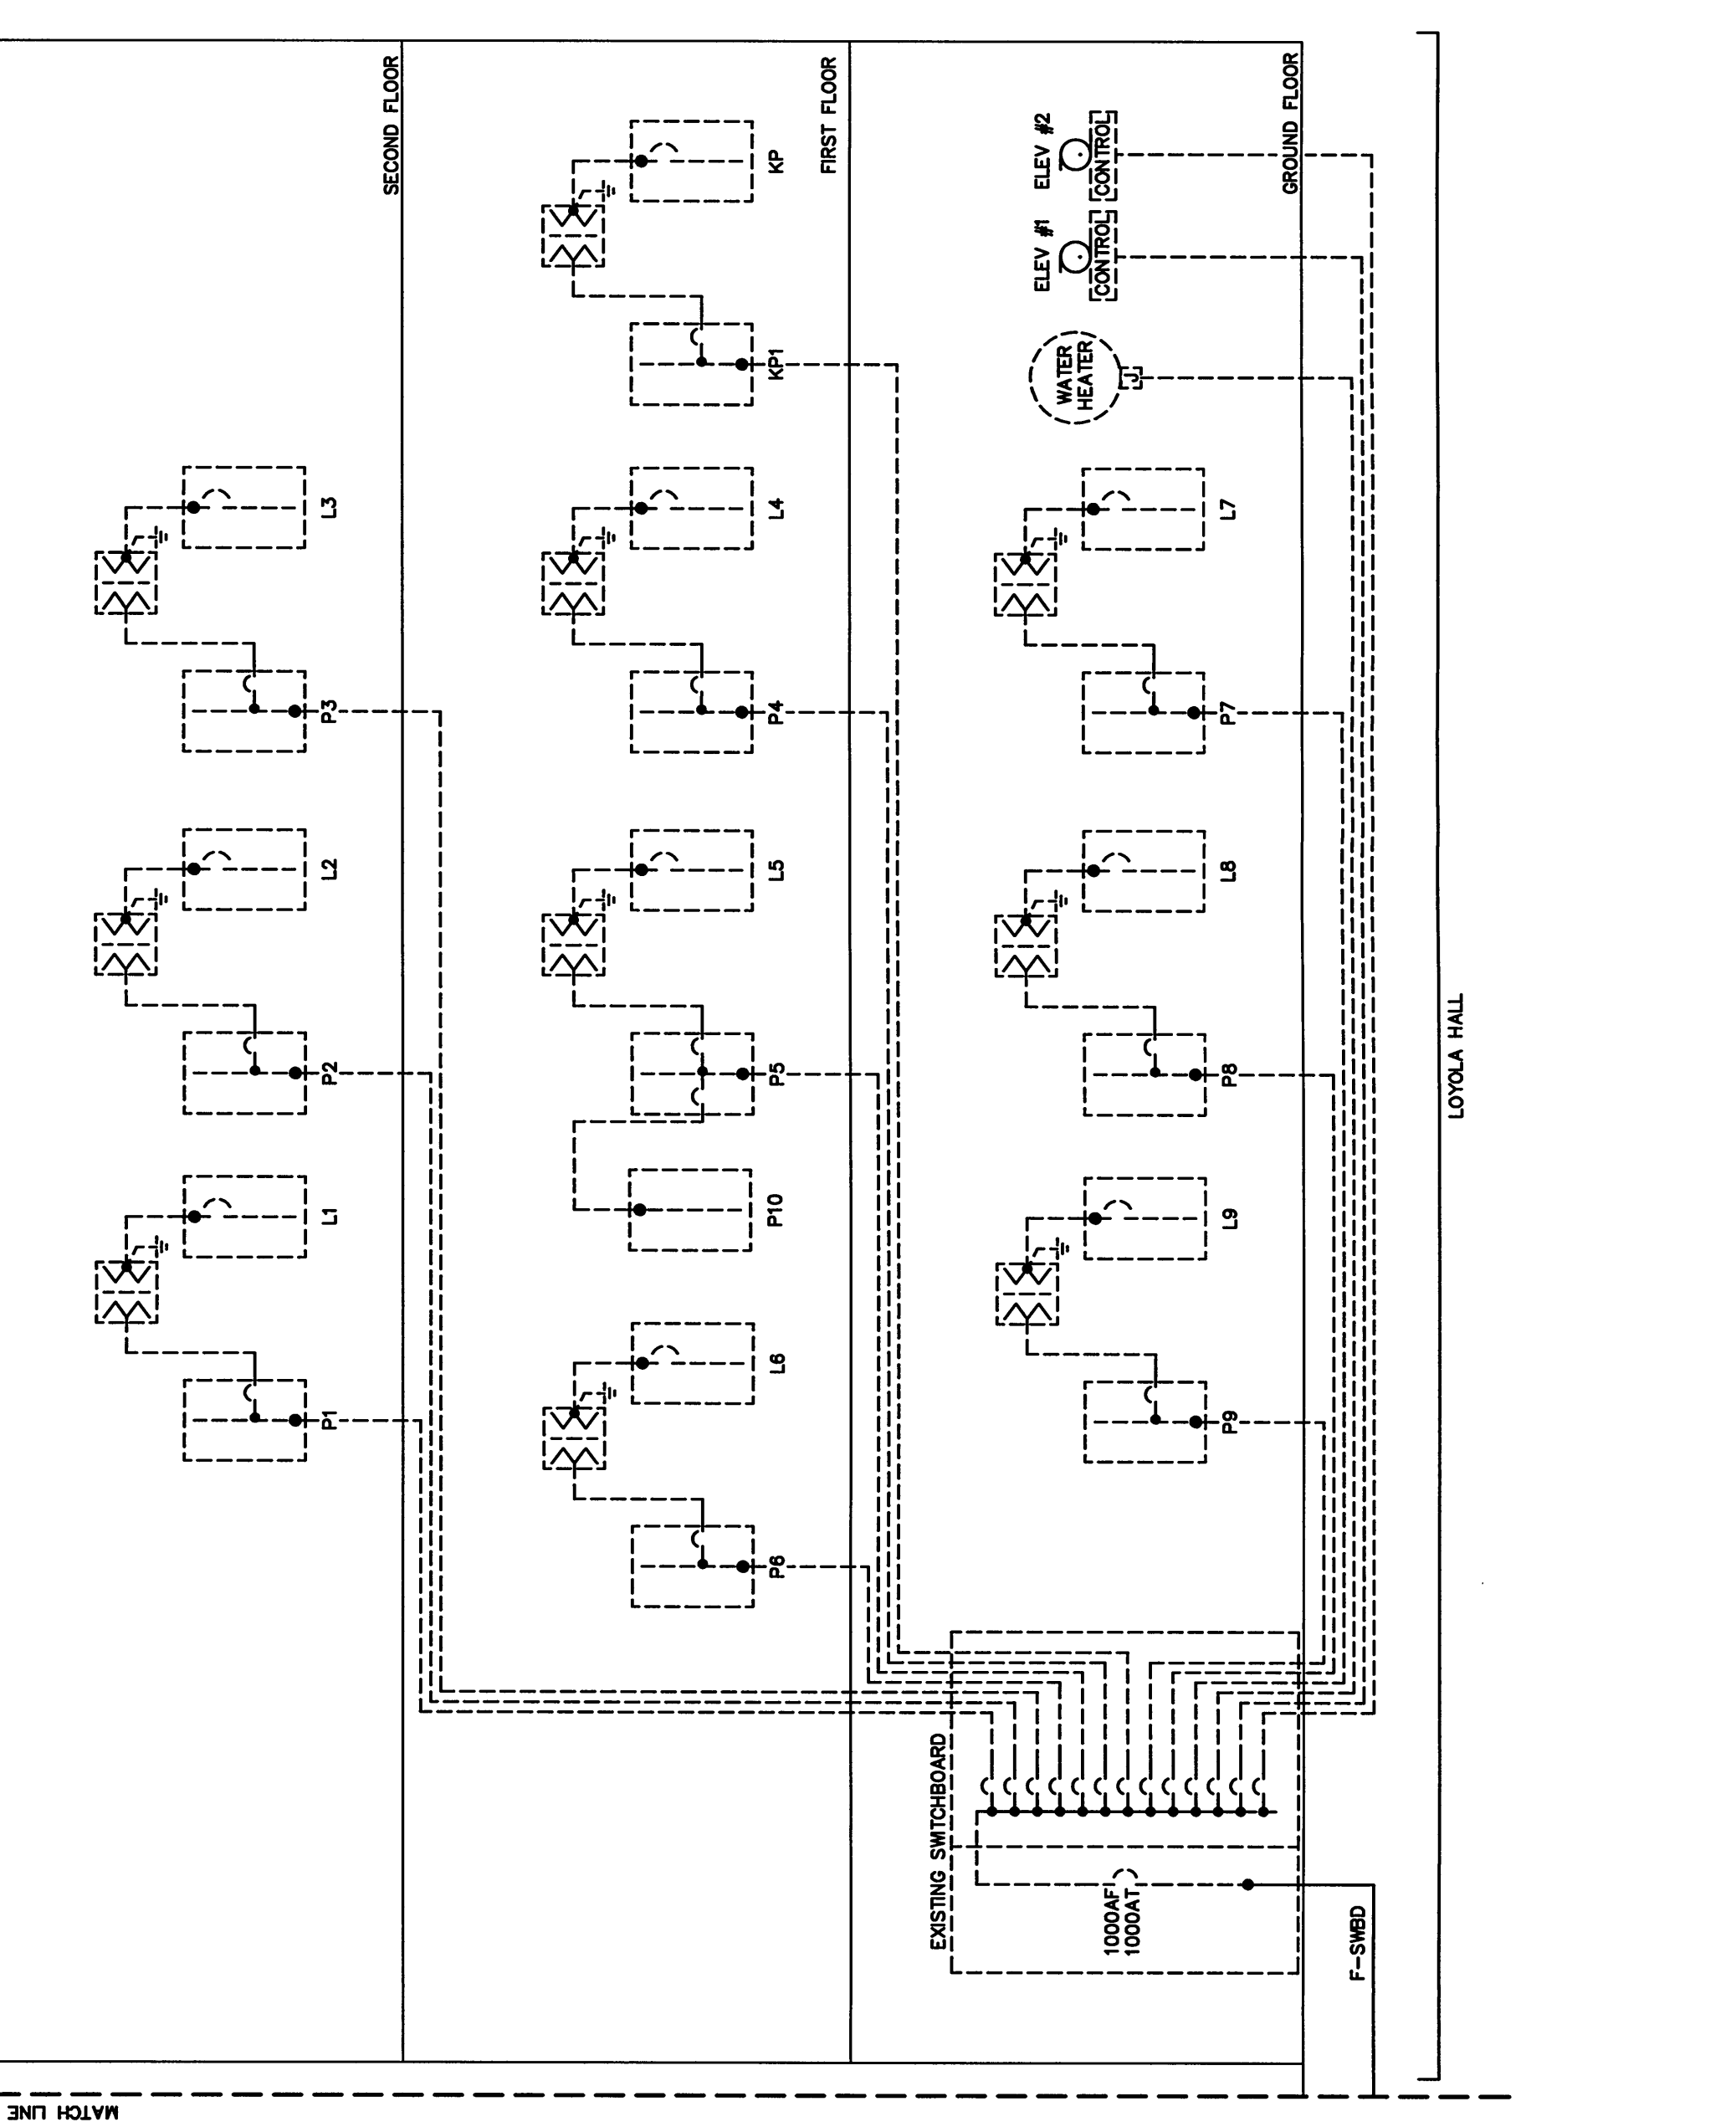 SECOND FLOOR
L3
P3
L2
P2
L1
P1
FIRST FLOOR
KP
KP1
L4
P4
L5
P5
P10
L6
P6
GROUND FLOOR
ELEV #2
CONTROL
ELEV #1
CONTROL
WATER
HEATER
J
L7
P7
L8
P8
L9
P9
EXISTING SWITCHBOARD
1000AF
1000AT
F-SWBD
LOYOLA HALL
MATCH LINE